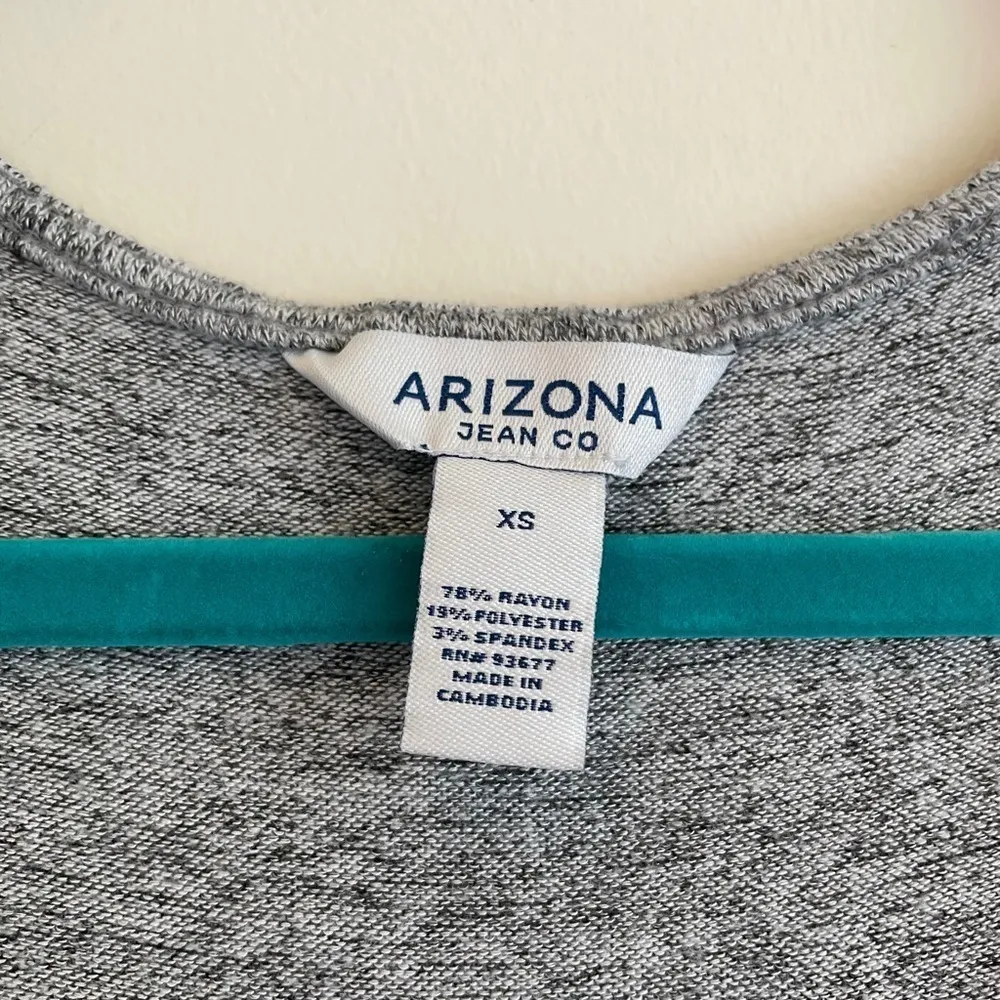 ARIZONA
JEAN CO
XS
78% RAYON
19% POLYESTER
3% SPANDEX
RN# 93677
MADE IN
CAMBODIA